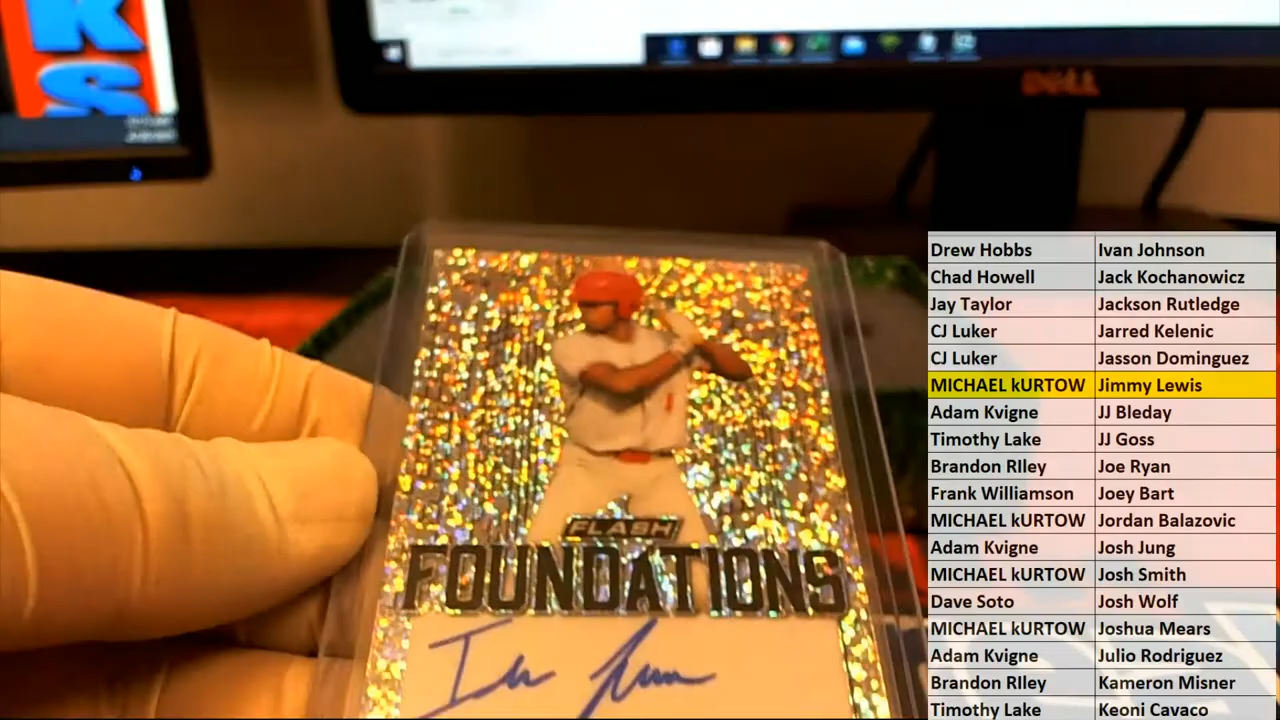 KS
DELL
Drew Hobbs Ivan Johnson
Chad Howell Jack Kochanowicz
Jay Taylor Jackson Rutledge
CJ Luker Jarred Kelenic
CJ Luker Jasson Dominguez
MICHAEL kURTOW Jimmy Lewis
Adam Kvigne JJ Bleday
Timothy Lake JJ Goss
Brandon RIley Joe Ryan
Frank Williamson Joey Bart
MICHAEL kURTOW Jordan Balazovic
Adam Kvigne Josh Jung
MICHAEL kURTOW Josh Smith
Dave Soto Josh Wolf
MICHAEL kURTOW Joshua Mears
Adam Kvigne Julio Rodriguez
Brandon RIley Kameron Misner
Timothy Lake Keoni Cavaco
FLASH
FOUNDATIONS